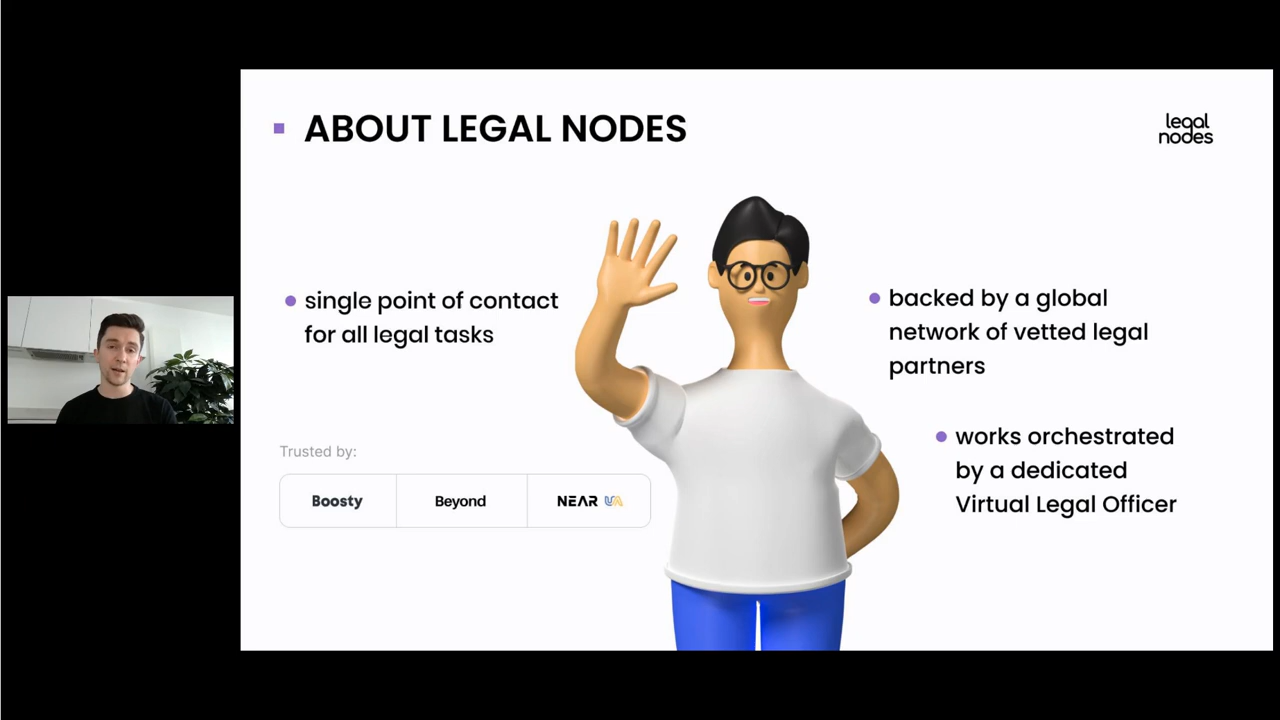 ABOUT LEGAL NODES
legal
nodes
single point of contact
for all legal tasks
backed by a global
network of vetted legal
partners
works orchestrated
by a dedicated
Virtual Legal Officer
Trusted by:
Boosty
Beyond
NEAR UA